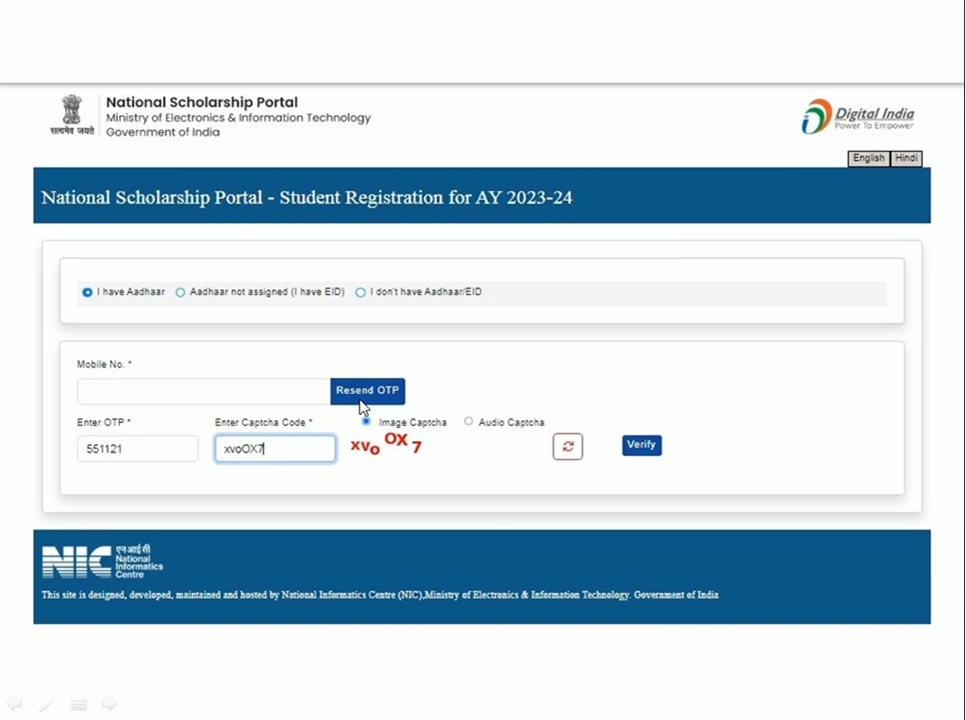 National Scholarship Portal
Ministry of Electronics & Information Technology
सत्यमेव जयते Government of India
Digital India
Power To Empower
English Hindi
National Scholarship Portal - Student Registration for AY 2023-24
I have Aadhaar Aadhaar not assigned (I have EID) I don't have Aadhaar/EID
Mobile No. *
Resend OTP
Enter OTP * Enter Captcha Code * Image Captcha Audio Captcha
551121 xvoOX7 xvo OX 7 Verify
NIC एन आई सी
National
Informatics
Centre
This site is designed, developed, maintained and hosted by National Informatics Centre (NIC),Ministry of Electronics & Information Technology. Government of India